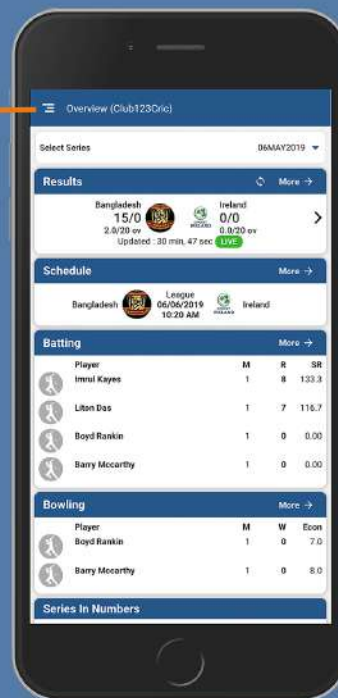 Overview (Club123Cric)
Select Series 06MAY2019
Results More →
Bangladesh Ireland
15/0 0/0
2.0/20 ov 0.0/20 ov
Updated : 30 min, 47 sec LIVE
Schedule More →
League
Bangladesh 06/06/2019 Ireland
10:20 AM
Batting More →
Player M R SR
Imrul Kayes 1 8 133.3
Liton Das 1 7 116.7
Boyd Rankin 1 0 0.00
Barry Mccarthy 1 0 0.00
Bowling More →
Player M W Econ
Boyd Rankin 1 0 7.0
Barry Mccarthy 1 0 8.0
Series In Numbers